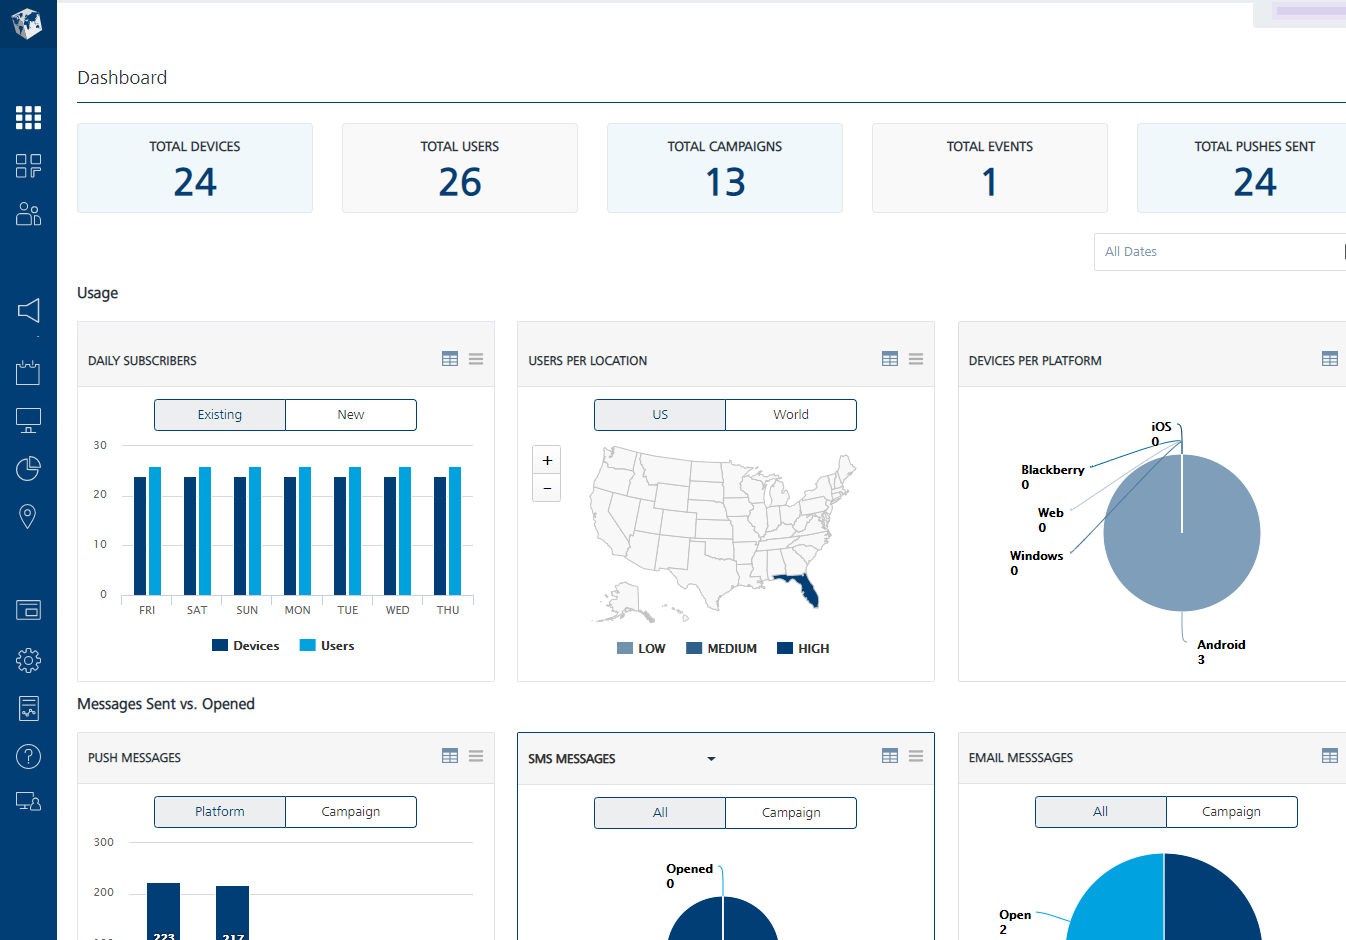 Dashboard
TOTAL DEVICES
24
TOTAL USERS
26
TOTAL CAMPAIGNS
13
TOTAL EVENTS
1
TOTAL PUSHES SENT
24
All Dates
Usage
DAILY SUBSCRIBERS
Existing New
30
20
10
0
FRI SAT SUN MON TUE WED THU
Devices Users
USERS PER LOCATION
US World
+
−
LOW MEDIUM HIGH
DEVICES PER PLATFORM
iOS
0
Blackberry
0
Web
0
Windows
0
Android
3
Messages Sent vs. Opened
PUSH MESSAGES
Platform Campaign
300
200
223 217
SMS MESSAGES
All Campaign
Opened
0
EMAIL MESSSAGES
All Campaign
Open
2